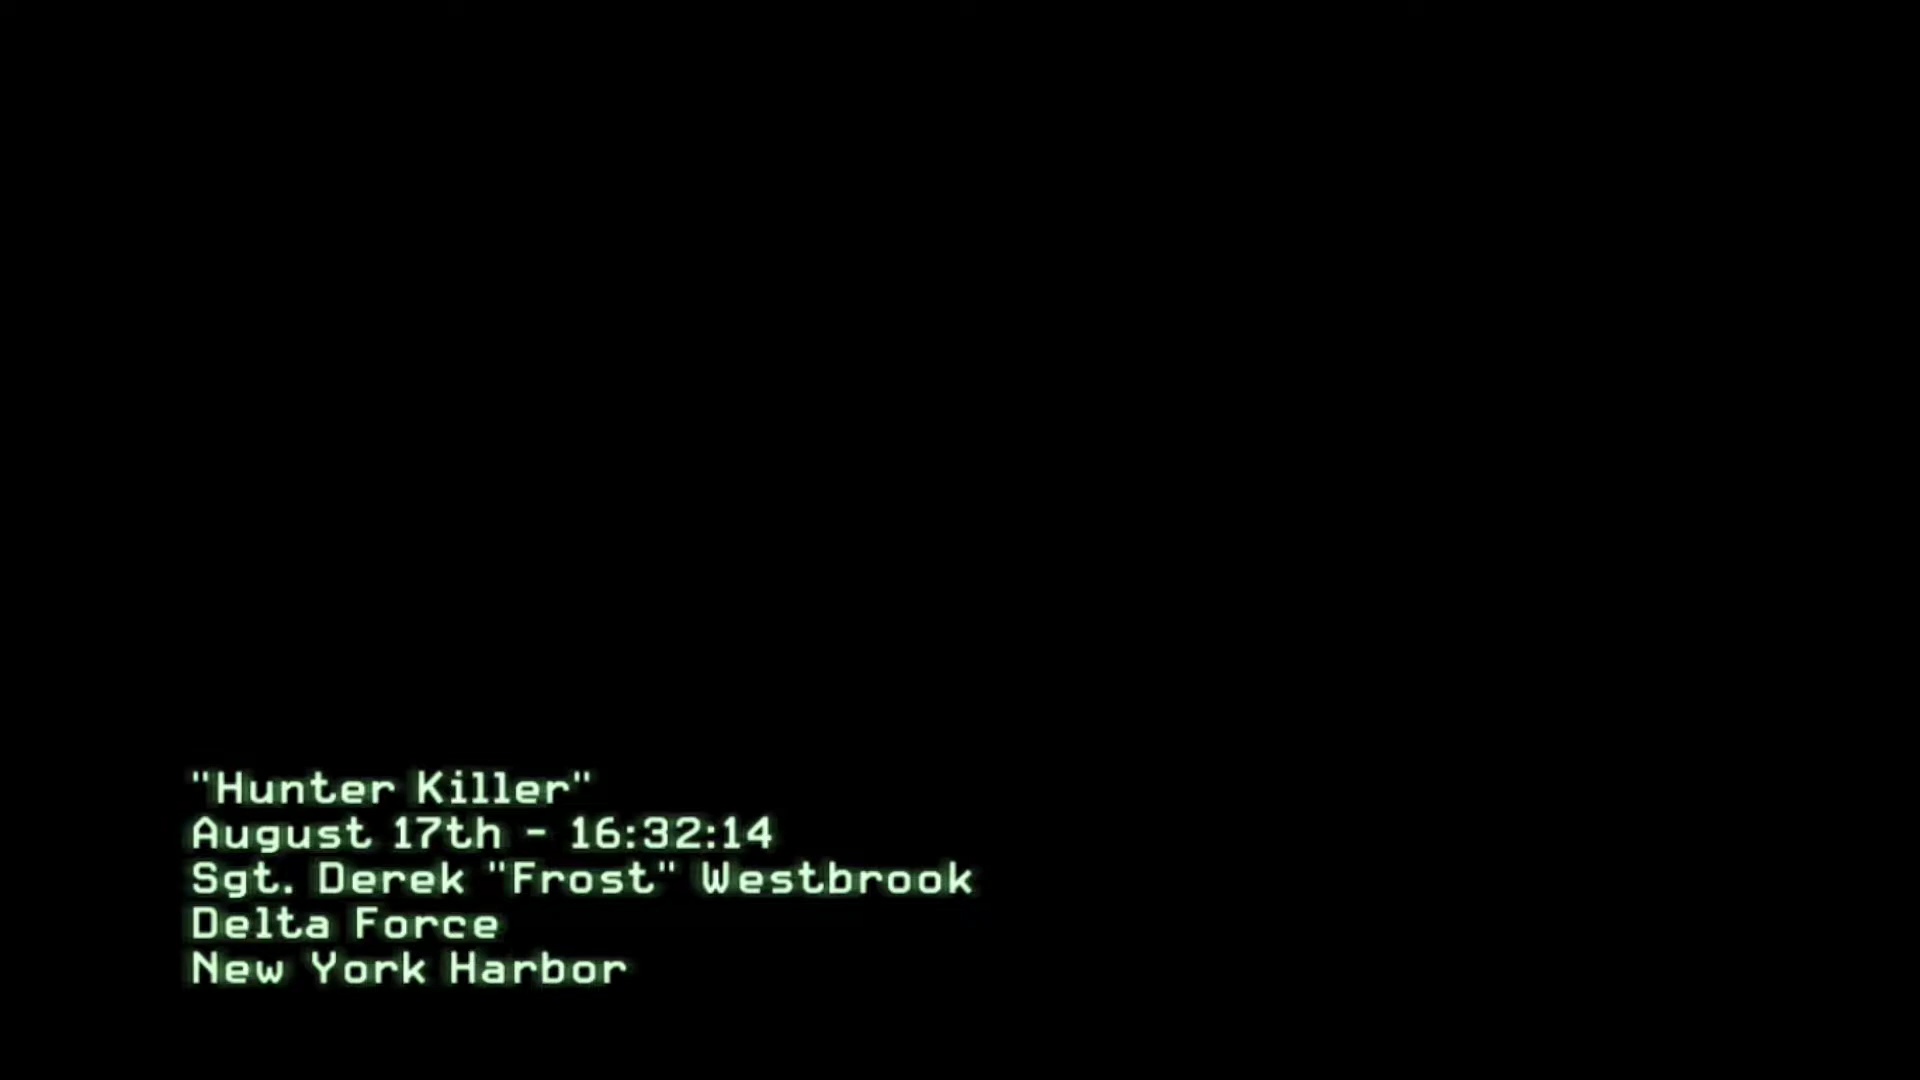 "Hunter Killer"
August 17th - 16:32:14
Sgt. Derek "Frost" Westbrook
Delta Force
New York Harbor